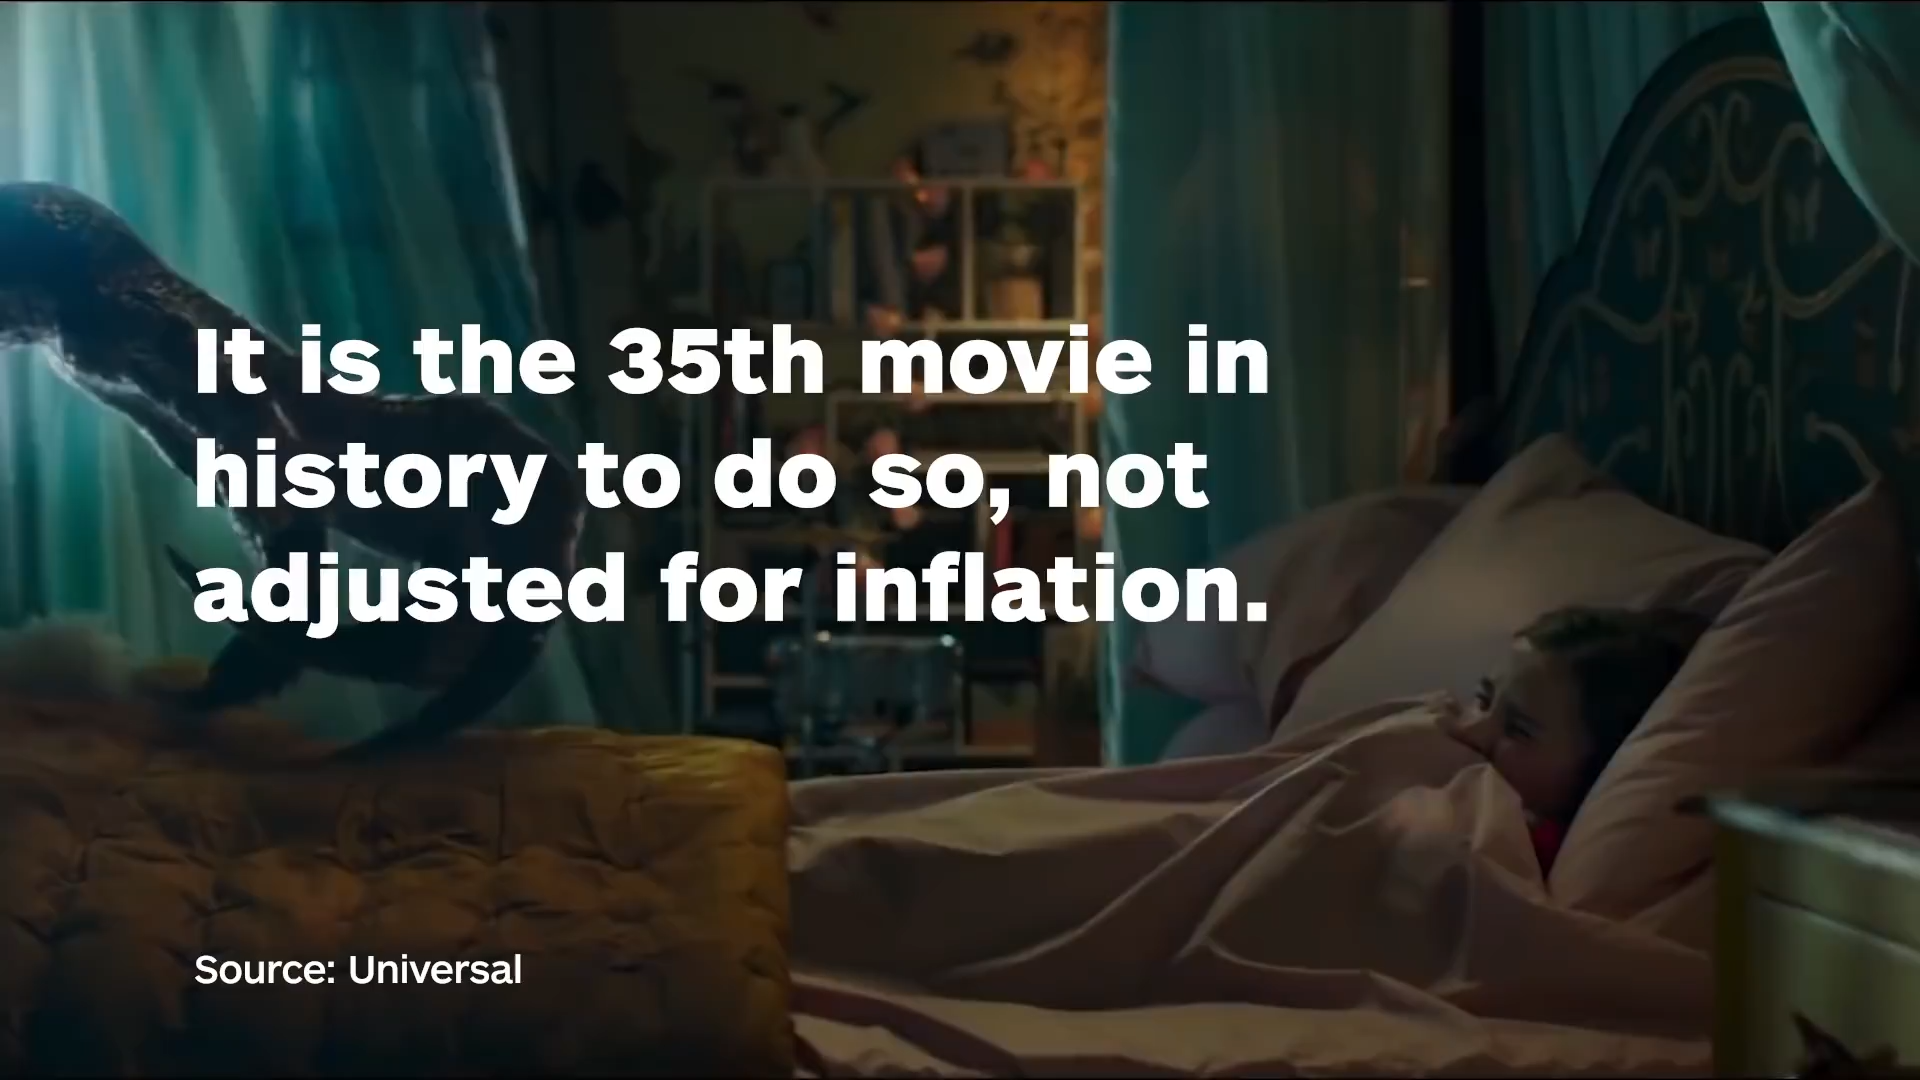 It is the 35th movie in
history to do so, not
adjusted for inflation.
Source: Universal